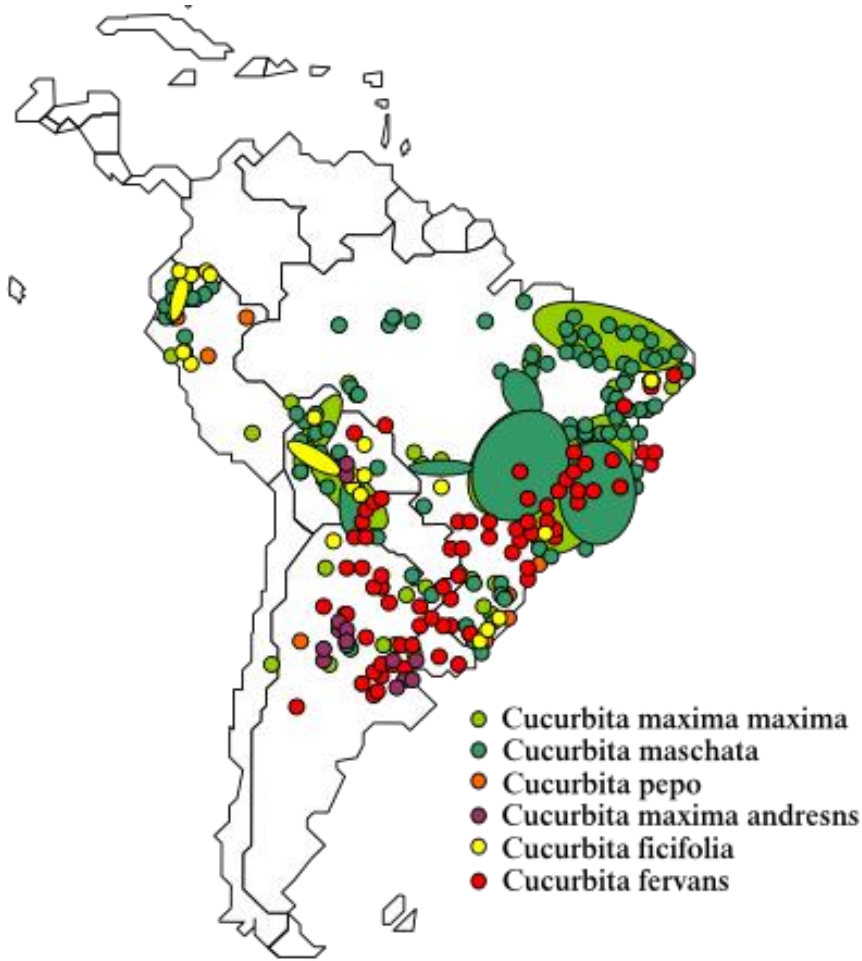 Cucurbita maxima maxima
Cucurbita maschata
Cucurbita pepo
Cucurbita maxima andresns
Cucurbita ficifolia
Cucurbita fervans